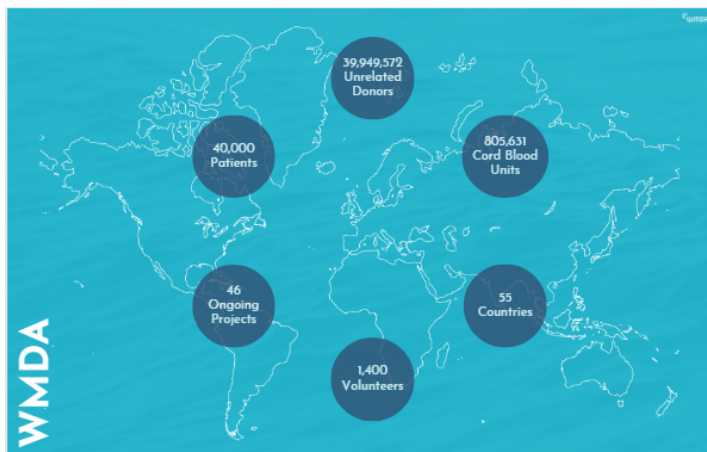 39,949,572
Unrelated
Donors
40,000
Patients
805,631
Cord Blood
Units
46
Ongoing
Projects
55
Countries
1,400
Volunteers
WMDA